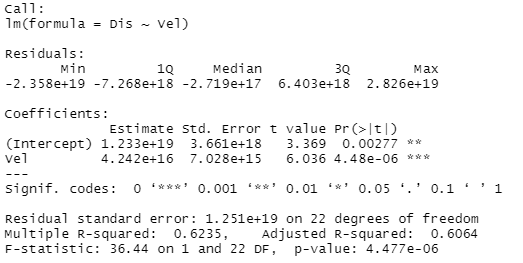 Call:
lm(formula = Dis ~ Vel)
Residuals:
Min 1Q Median 3Q Max
-2.358e+19 -7.268e+18 -2.719e+17 6.403e+18 2.826e+19
Coefficients:
Estimate Std. Error t value Pr(>|t|)
(Intercept) 1.233e+19 3.661e+18 3.369 0.00277 **
Vel 4.242e+16 7.028e+15 6.036 4.48e-06 ***
---
Signif. codes: 0 ‘***’ 0.001 ‘**’ 0.01 ‘*’ 0.05 ‘.’ 0.1 ‘ ’ 1
Residual standard error: 1.251e+19 on 22 degrees of freedom
Multiple R-squared: 0.6235, Adjusted R-squared: 0.6064
F-statistic: 36.44 on 1 and 22 DF, p-value: 4.477e-06